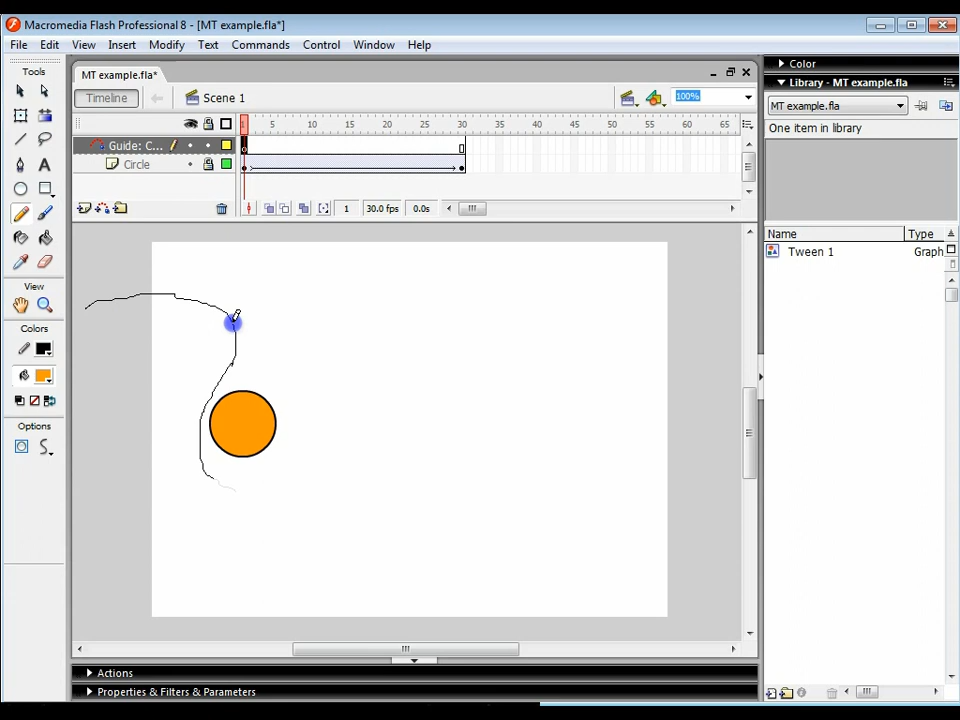 Macromedia Flash Professional 8 - [MT example.fla*]
File Edit View Insert Modify Text Commands Control Window Help
Tools
MT example.fla*
Timeline
Scene 1
100%
1 5 10 15 20 25 30 35 40 45 50 55 60 65
Guide: C...
Circle
1 30.0 fps 0.0s
View
Colors
Options
Color
Library - MT example.fla
MT example.fla
One item in library
Name Type
Tween 1 Graph
Actions
Properties & Filters & Parameters